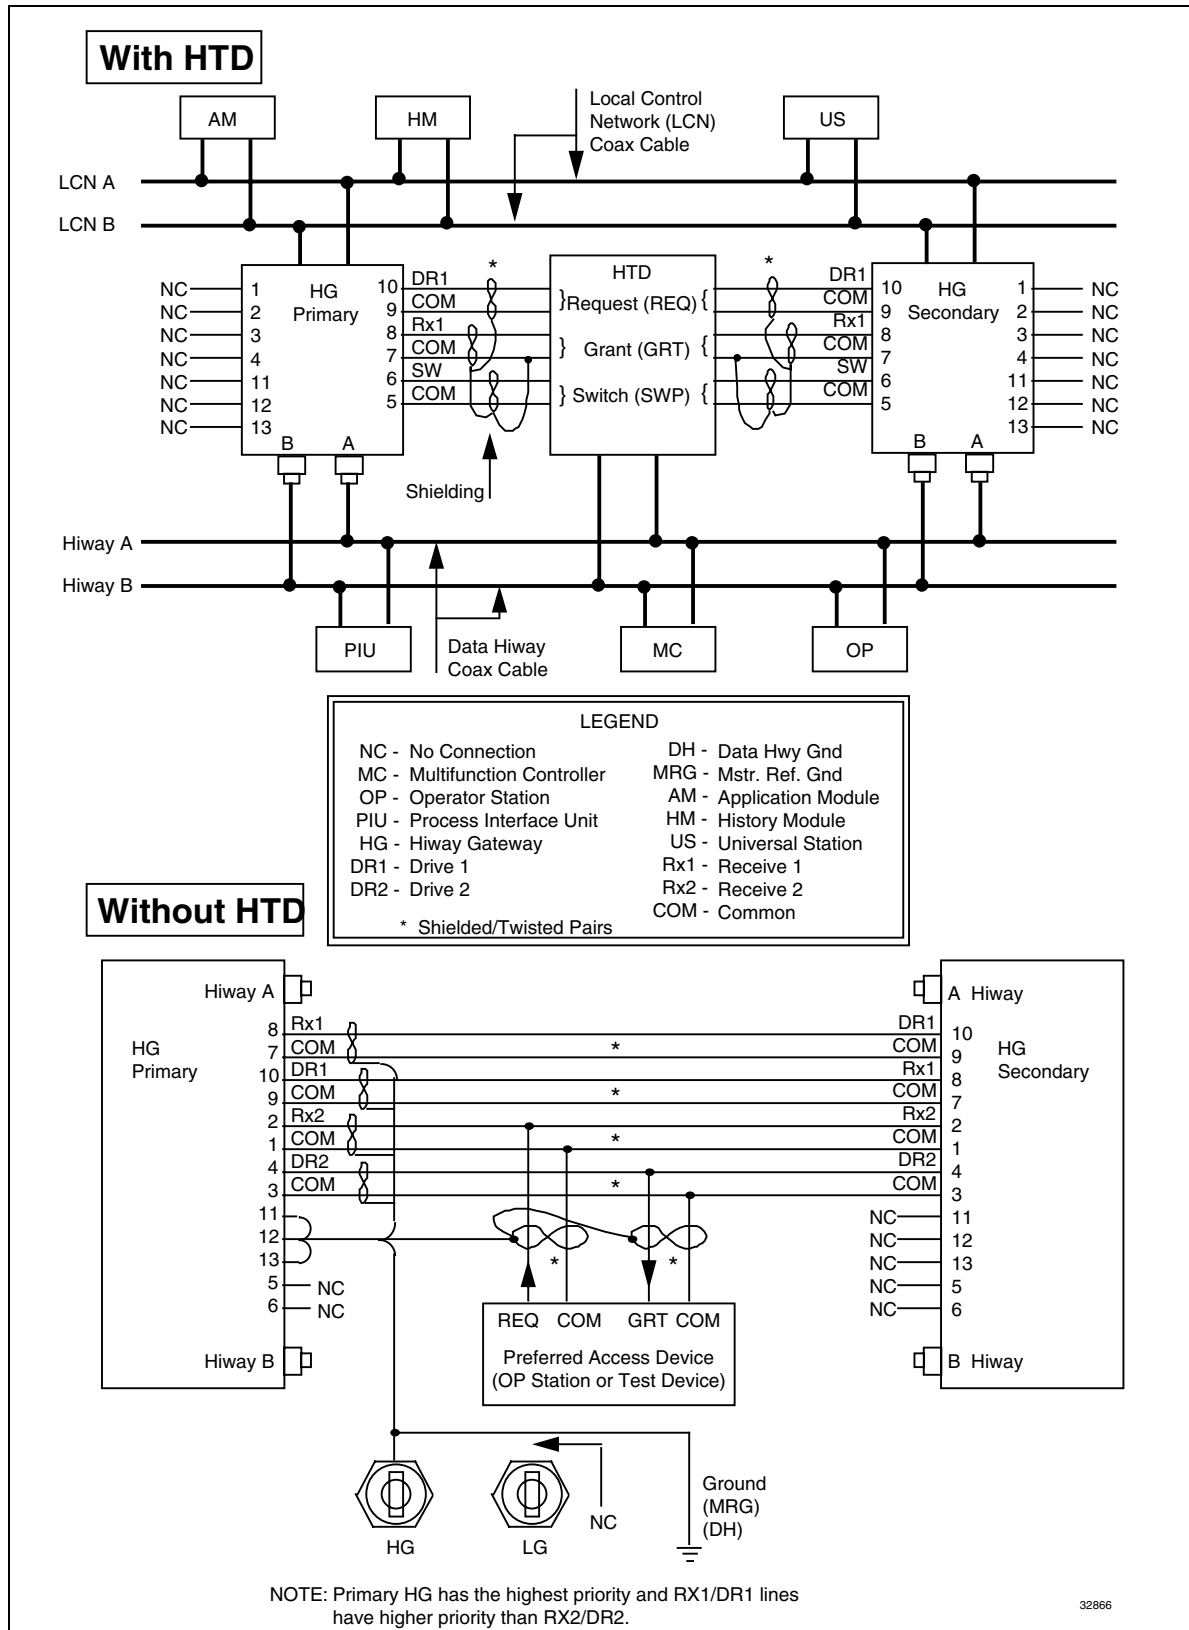 With HTD
AM
HM
Local Control
Network (LCN)
Coax Cable
US
LCN A
LCN B
NC 1
NC 2
NC 3
NC 4
NC 11
NC 12
NC 13
HG
Primary
10 DR1
9 COM
8 Rx1
7 COM
6 SW
5 COM
B A
*
Shielding
HTD
} Request (REQ) {
} Grant (GRT) {
} Switch (SWP) {
*
DR1 10
COM 9
Rx1 8
COM 7
SW 6
COM 5
HG
Secondary
1 NC
2 NC
3 NC
4 NC
11 NC
12 NC
13 NC
B A
Hiway A
Hiway B
PIU
Data Hiway
Coax Cable
MC
OP
LEGEND
NC - No Connection
MC - Multifunction Controller
OP - Operator Station
PIU - Process Interface Unit
HG - Hiway Gateway
DR1 - Drive 1
DR2 - Drive 2
* Shielded/Twisted Pairs
DH - Data Hwy Gnd
MRG - Mstr. Ref. Gnd
AM - Application Module
HM - History Module
US - Universal Station
Rx1 - Receive 1
Rx2 - Receive 2
COM - Common
Without HTD
Hiway A
HG
Primary
8 Rx1
7 COM
10 DR1
9 COM
2 Rx2
1 COM
4 DR2
3 COM
11
12
13
5 NC
6 NC
Hiway B
*
*
*
*
*
*
A Hiway
DR1 10
COM 9
Rx1 8
COM 7
Rx2 2
COM 1
DR2 4
COM 3
NC 11
NC 12
NC 13
NC 5
NC 6
HG
Secondary
B Hiway
REQ COM GRT COM
Preferred Access Device
(OP Station or Test Device)
HG
LG
NC
Ground
(MRG)
(DH)
NOTE: Primary HG has the highest priority and RX1/DR1 lines
have higher priority than RX2/DR2.
32866